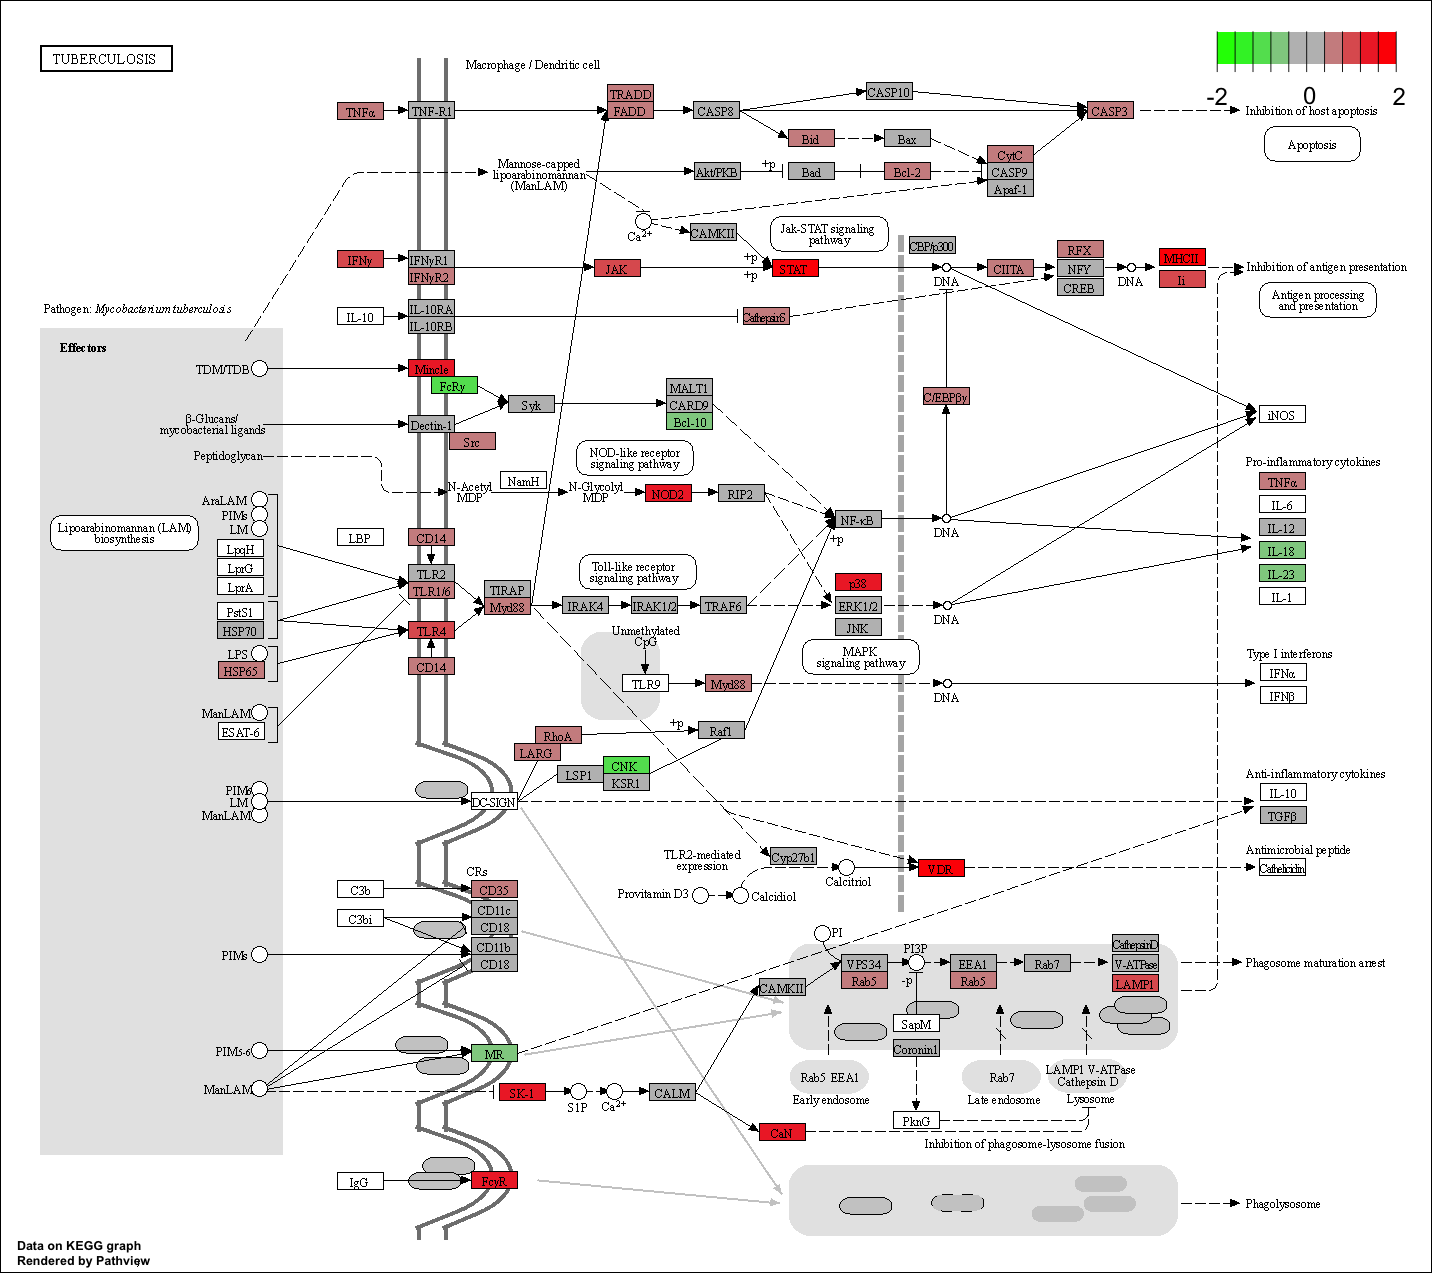 TUBERCULOSIS
Macrophage / Dendritic cell
-2 0 2
TNFα
TNF-R1
TRADD
FADD
CASP8
CASP10
CASP3
Inhibition of host apoptosis
Apoptosis
Bid
Bax
CytC
CASP9
Apaf-1
Mannose-capped
lipoarabinomannan
(ManLAM)
Akt/PKB
+p
Bad
Bcl-2
Ca2+
CAMKII
Jak-STAT signaling
pathway
IFNγ
IFNγR1
IFNγR2
JAK
+p
+p
STAT
CBP/p300
DNA
CIITA
RFX
NFY
CREB
DNA
MHCII
Ii
Inhibition of antigen presentation
Antigen processing
and presentation
Pathogen: Mycobacterium tuberculosis
IL-10
IL-10RA
IL-10RB
CathepsinS
Effectors
TDM/TDB
Mincle
FcRγ
Syk
MALT1
CARD9
Bcl-10
C/EBPβγ
iNOS
β-Glucans/
mycobacterial ligands
Dectin-1
Src
Peptidoglycan
N-Acetyl
MDP
NamH
N-Glycolyl
MDP
NOD-like receptor
signaling pathway
NOD2
RIP2
NF-κB
+p
DNA
Pro-inflammatory cytokines
TNFα
IL-6
IL-12
IL-18
IL-23
IL-1
AraLAM
PIMs
LM
Lipoarabinomannan (LAM)
biosynthesis
LpqH
LprG
LprA
PstS1
HSP70
LPS
HSP65
ManLAM
ESAT-6
LBP
CD14
TLR2
TLR1/6
TLR4
CD14
TIRAP
Myd88
Toll-like receptor
signaling pathway
IRAK4
IRAK1/2
TRAF6
p38
ERK1/2
JNK
DNA
MAPK
signaling pathway
Unmethylated
CpG
TLR9
Myd88
DNA
Type I interferons
IFNα
IFNβ
RhoA
LARG
+p
Raf1
LSP1
CNK
KSR1
PIMs
LM
ManLAM
DC-SIGN
Anti-inflammatory cytokines
IL-10
TGFβ
TLR2-mediated
expression
Cyp27b1
Provitamin D3
Calcidiol
Calcitriol
VDR
Antimicrobial peptide
Cathelicidin
CRs
C3b
CD35
C3bi
CD11c
CD18
PIMs
CD11b
CD18
PI
VPS34
Rab5
PI3P
-p
EEA1
Rab5
Rab7
CathepsinD
V-ATPase
LAMP1
Phagosome maturation arrest
CAMKII
SapM
Coronin1
PIM5-6
MR
ManLAM
SK-1
S1P
Ca2+
CALM
CaN
Rab5 EEA1
Early endosome
Rab7
Late endosome
LAMP1 V-ATPase
Cathepsin D
Lysosome
PknG
Inhibition of phagosome-lysosome fusion
IgG
FcγR
Phagolysosome
Data on KEGG graph
Rendered by Pathview